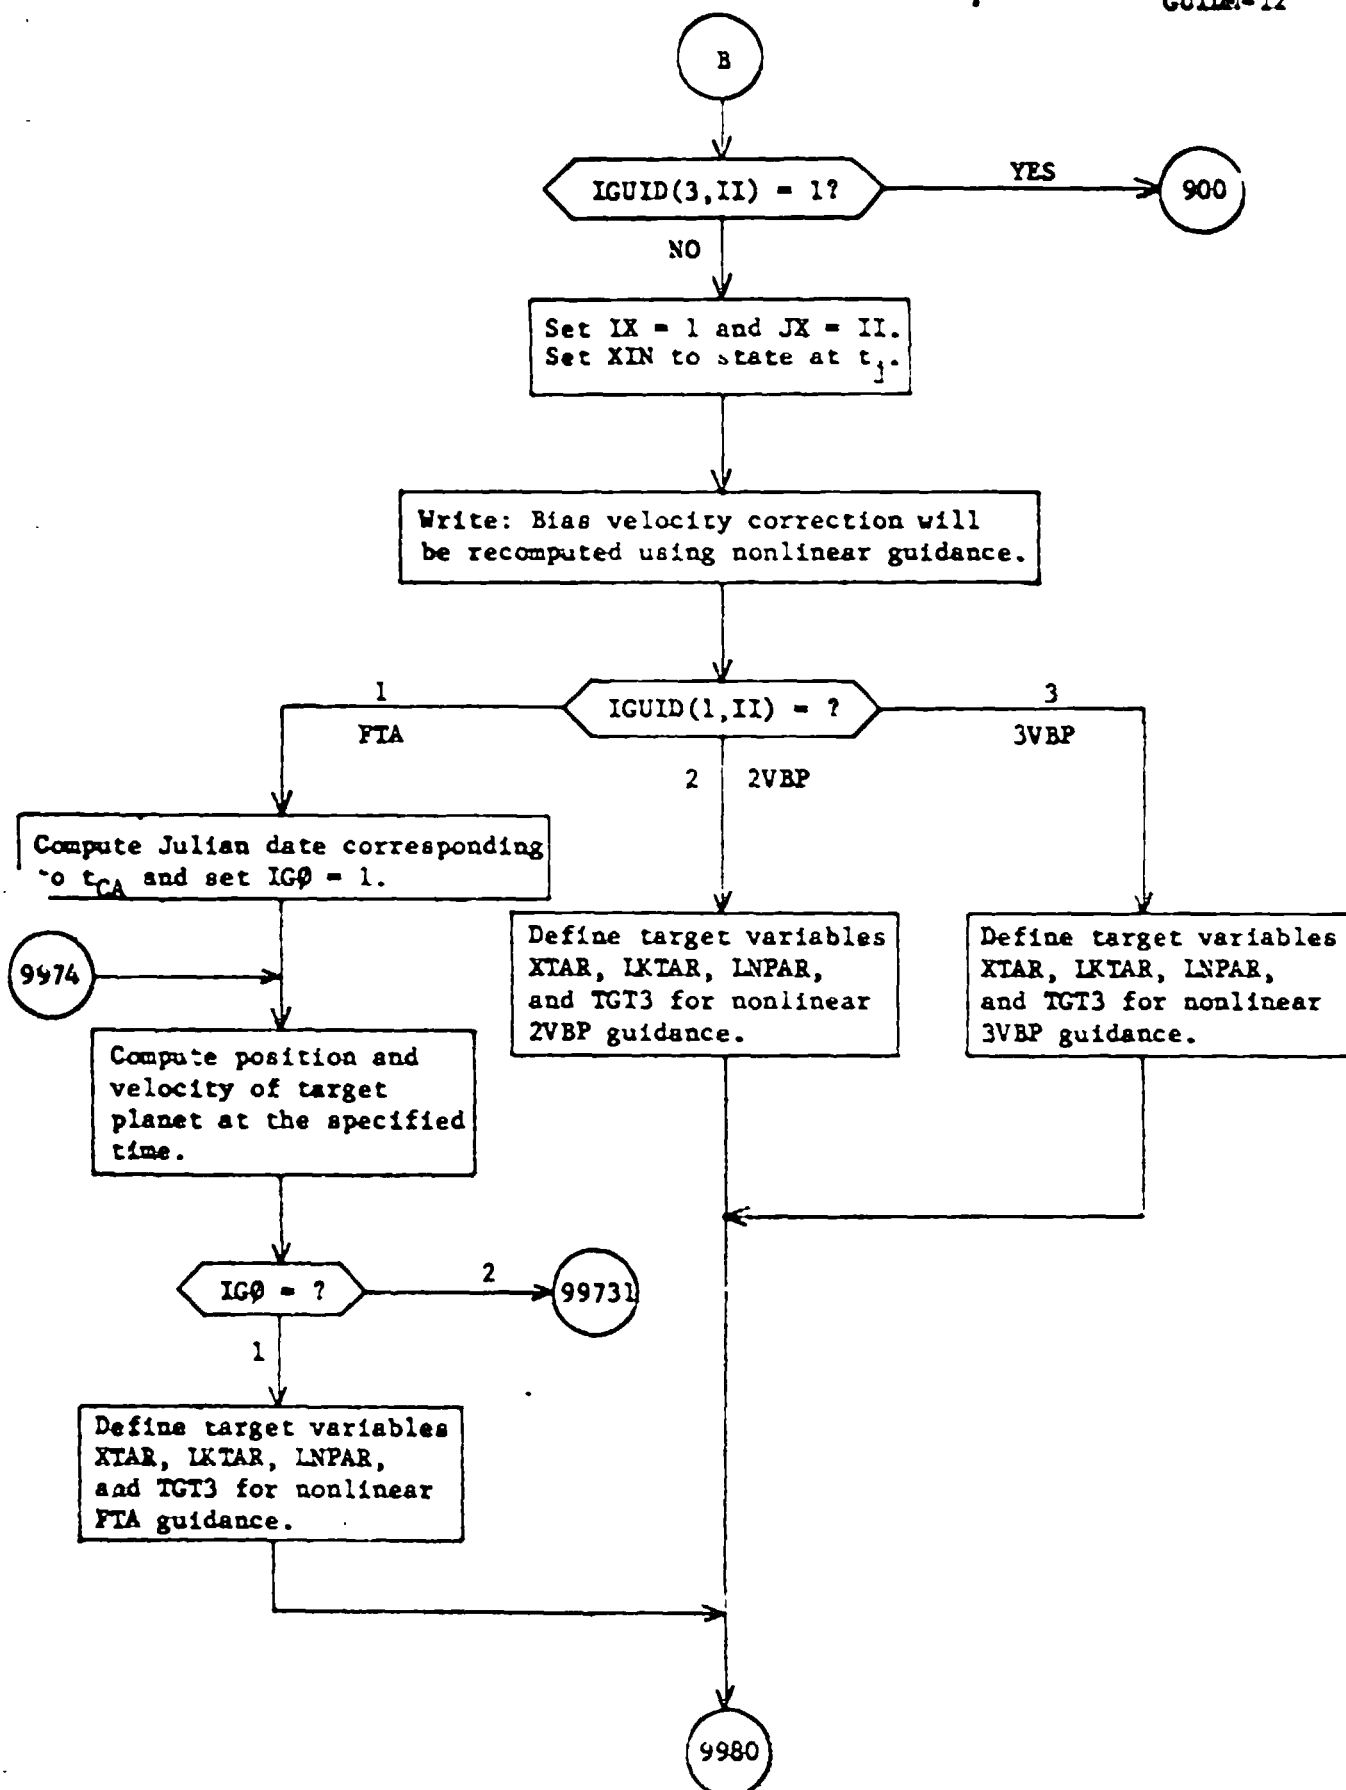 B
IGUID(3,II) = 1?
YES
900
NO
Set IX = 1 and JX = II.
Set XIN to state at tj.
Write: Bias velocity correction will
be recomputed using nonlinear guidance.
1
IGUID(1,II) = ?
3
FTA
3VBP
2 2VBP
Compute Julian date corresponding
to tCA and set IGØ = 1.
9974
Define target variables
XTAR, LKTAR, LNPAR,
and TGT3 for nonlinear
2VBP guidance.
Define target variables
XTAR, LKTAR, LNPAR,
and TGT3 for nonlinear
3VBP guidance.
Compute position and
velocity of target
planet at the specified
time.
IGØ = ?
2
99731
1
Define target variables
XTAR, LKTAR, LNPAR,
and TGT3 for nonlinear
FTA guidance.
9980